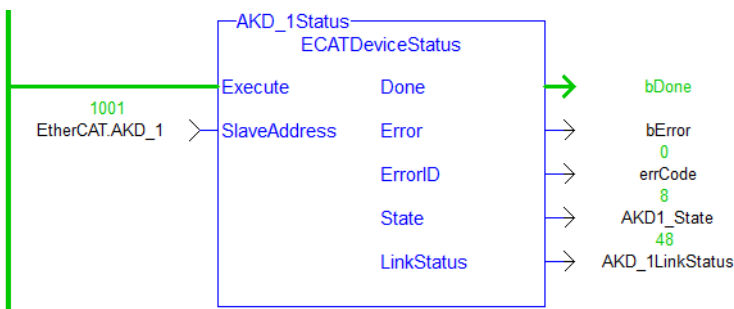 AKD_1Status
ECATDeviceStatus
Execute Done bDone
1001
EtherCAT.AKD_1 SlaveAddress Error bError
0
ErrorID errCode
8
State AKD1_State
48
LinkStatus AKD_1LinkStatus